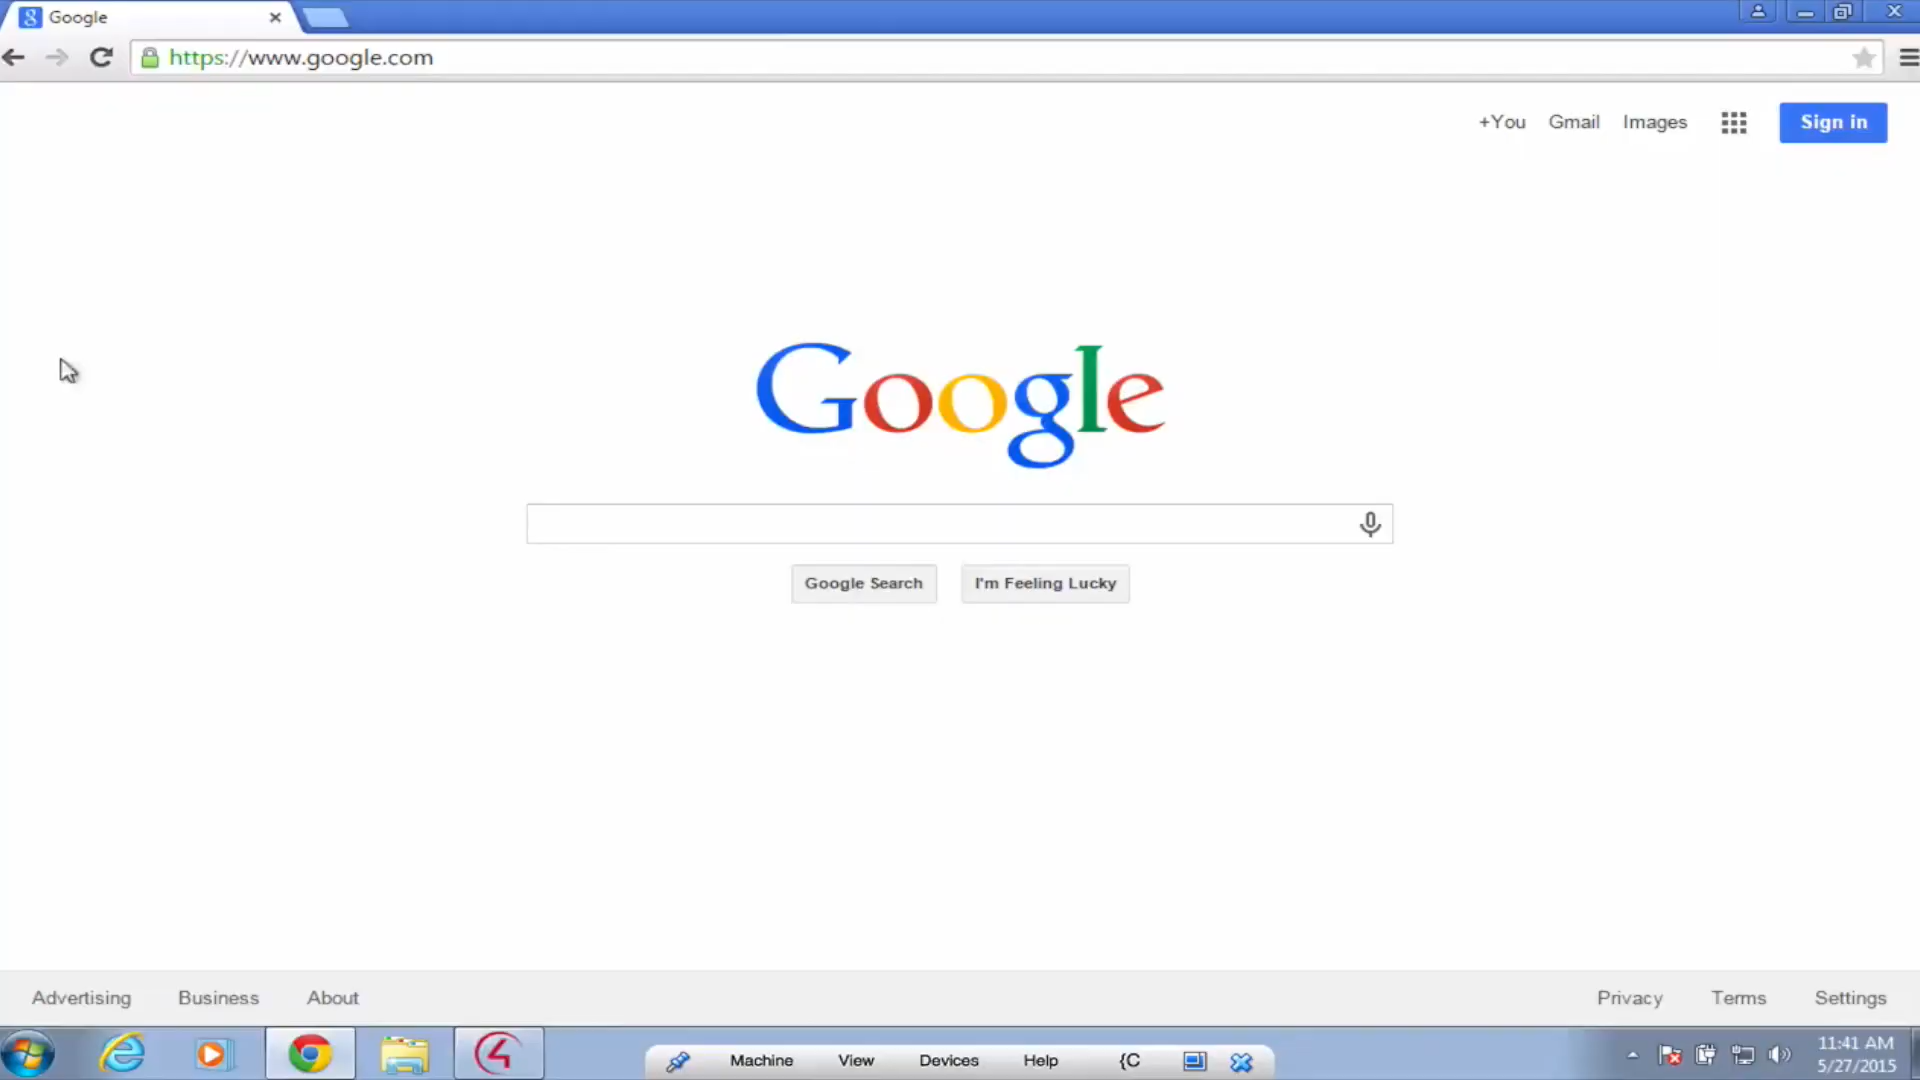 Google
https://www.google.com
+You Gmail Images Sign in
Google
Google Search I'm Feeling Lucky
Advertising Business About Privacy Terms Settings
Machine View Devices Help {C
11:41 AM
5/27/2015